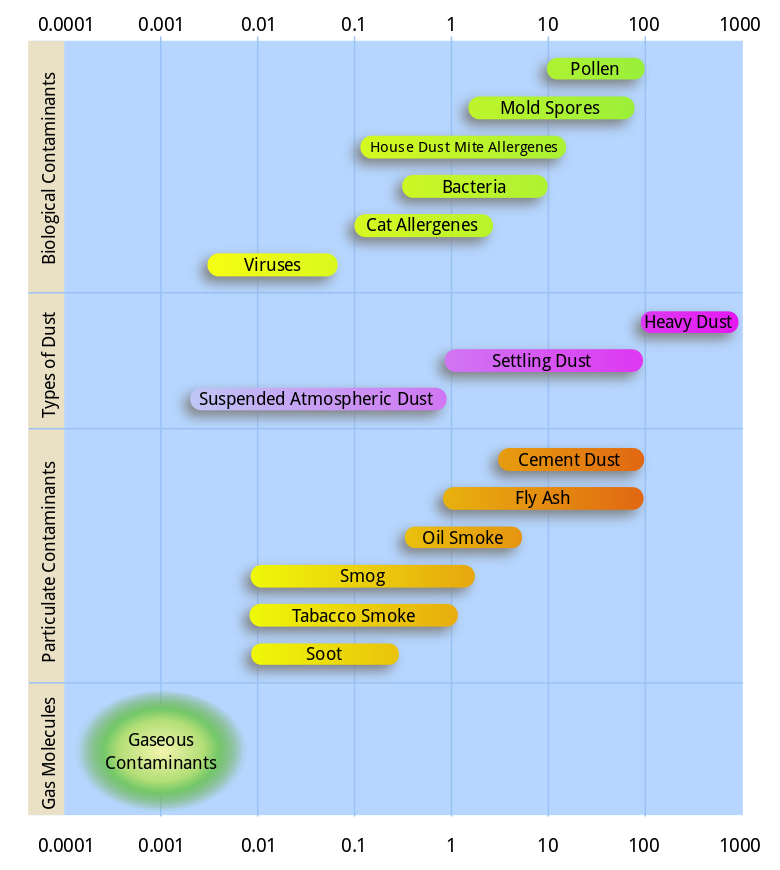 0.0001 0.001 0.01 0.1 1 10 100 1000
Biological Contaminants
Pollen
Mold Spores
House Dust Mite Allergenes
Bacteria
Cat Allergenes
Viruses
Types of Dust
Heavy Dust
Settling Dust
Suspended Atmospheric Dust
Particulate Contaminants
Cement Dust
Fly Ash
Oil Smoke
Smog
Tabacco Smoke
Soot
Gas Molecules
Gaseous
Contaminants
0.0001 0.001 0.01 0.1 1 10 100 1000